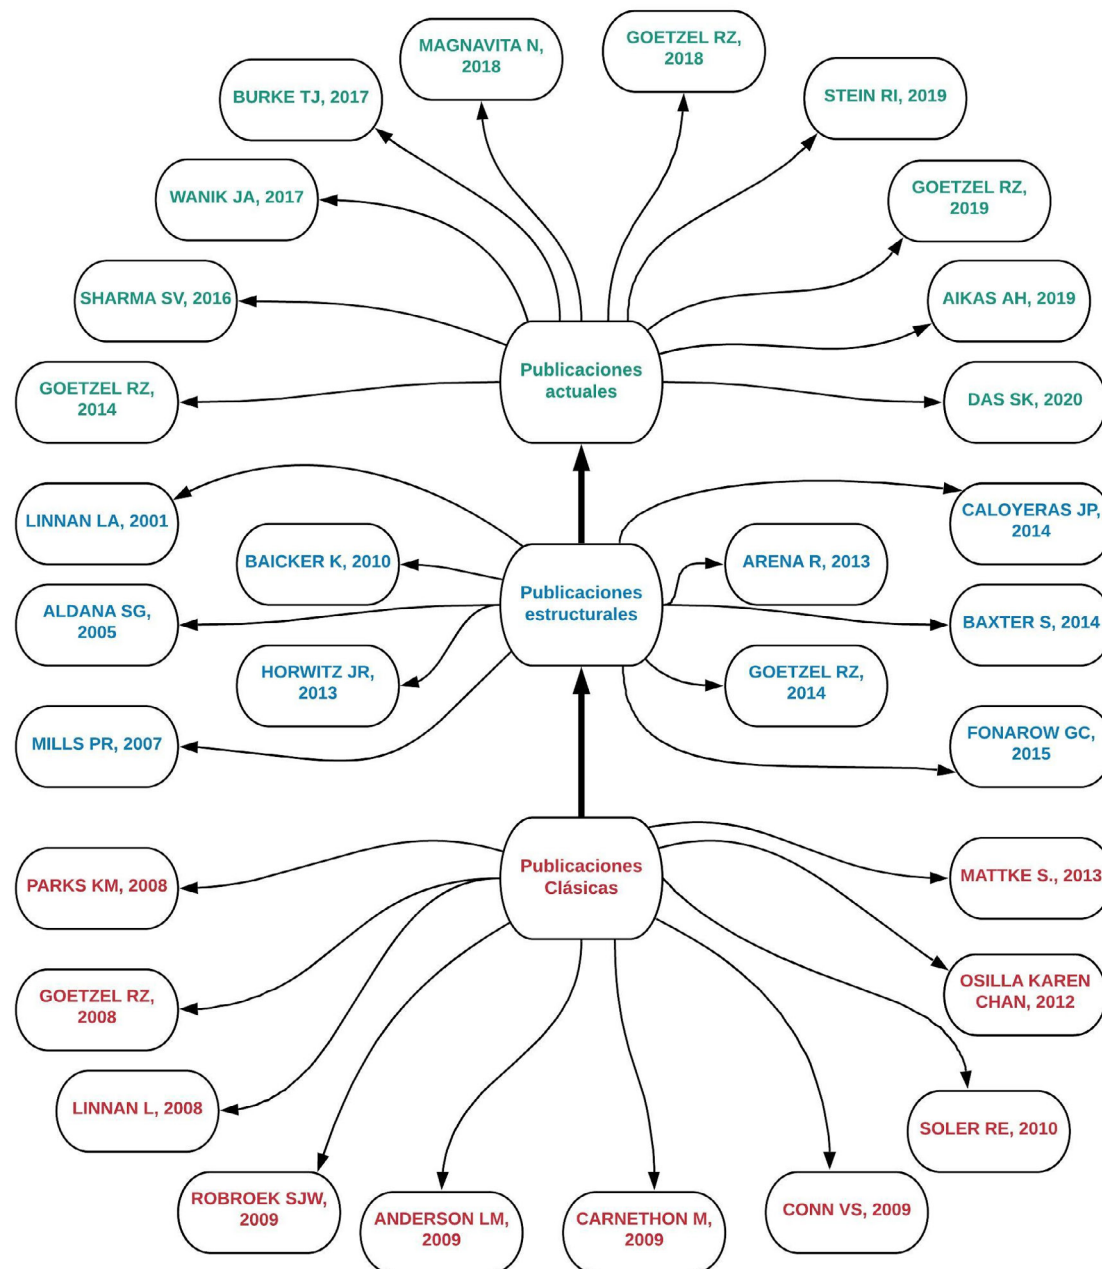 MAGNAVITA N,
2018
GOETZEL RZ,
2018
BURKE TJ, 2017
STEIN RI, 2019
WANIK JA, 2017
GOETZEL RZ,
2019
SHARMA SV, 2016
AIKAS AH, 2019
GOETZEL RZ,
2014
Publicaciones
actuales
DAS SK, 2020
LINNAN LA, 2001
CALOYERAS JP,
2014
BAICKER K, 2010
ARENA R, 2013
ALDANA SG,
2005
Publicaciones
estructurales
BAXTER S, 2014
HORWITZ JR,
2013
GOETZEL RZ,
2014
MILLS PR, 2007
FONAROW GC,
2015
PARKS KM, 2008
Publicaciones
Clásicas
MATTKE S., 2013
GOETZEL RZ,
2008
OSILLA KAREN
CHAN, 2012
LINNAN L, 2008
SOLER RE, 2010
ROBROEK SJW,
2009
ANDERSON LM,
2009
CARNETHON M,
2009
CONN VS, 2009